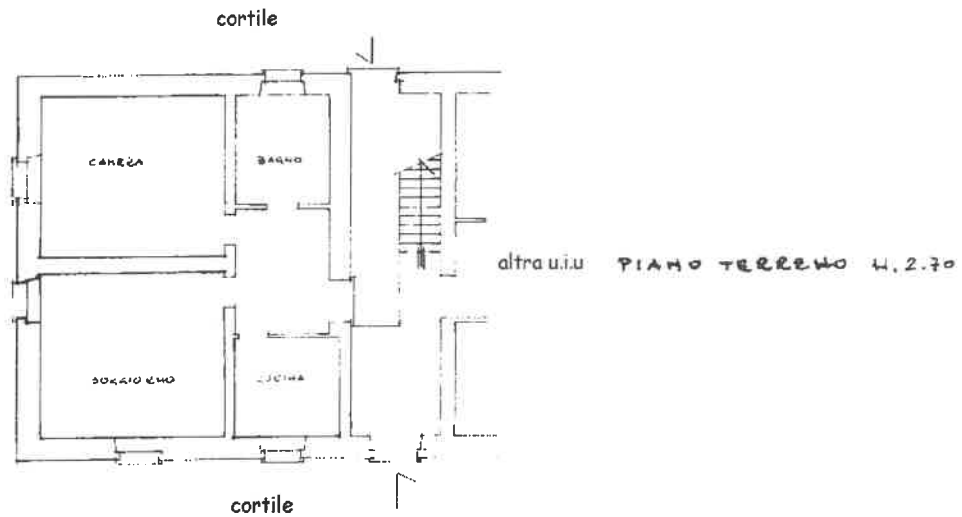 cortile
CAMERA
BAGNO
altra u.i.u PIANO TERRENO H. 2.70
SOGGIORNO
CUCINA
cortile